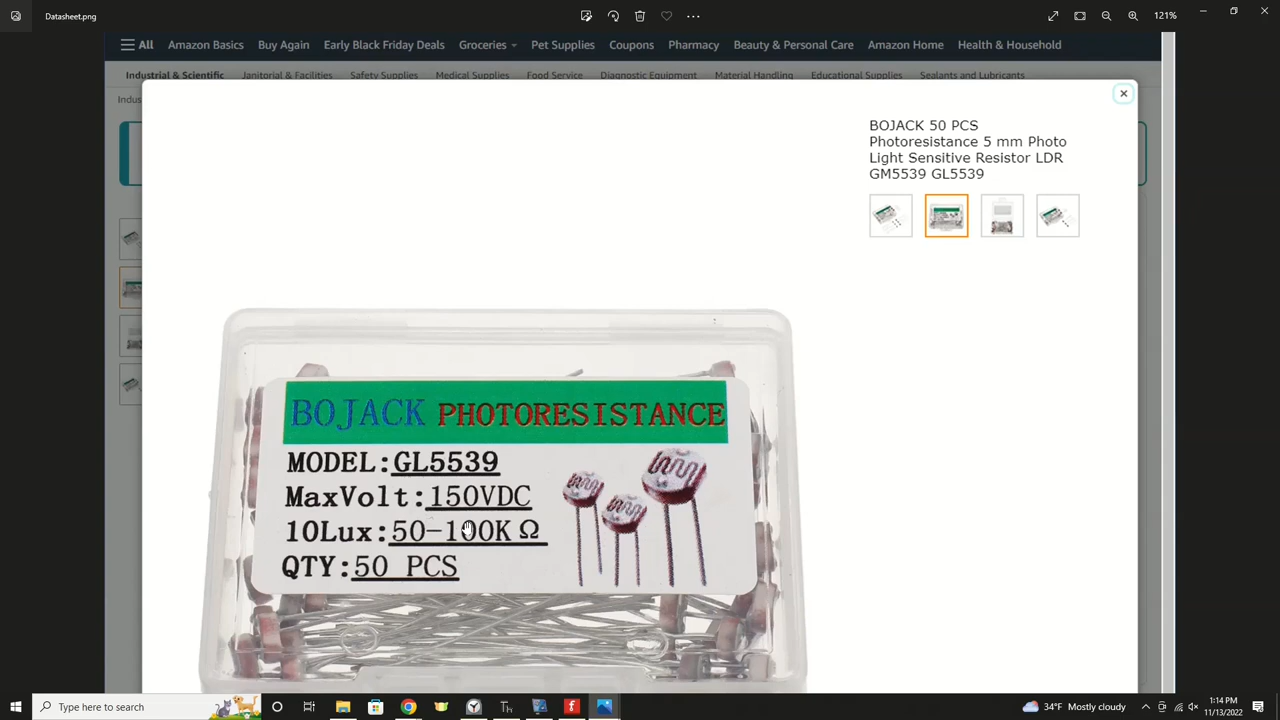 Datasheet.png
121%
All Amazon Basics Buy Again Early Black Friday Deals Groceries Pet Supplies Coupons Pharmacy Beauty & Personal Care Amazon Home Health & Household
Industrial & Scientific Janitorial & Facilities Safety Supplies Medical Supplies Food Service Diagnostic Equipment Material Handling Educational Supplies Sealants and Lubricants
Indus
BOJACK 50 PCS
Photoresistance 5 mm Photo
Light Sensitive Resistor LDR
GM5539 GL5539
BOJACK PHOTORESISTANCE
MODEL:GL5539
MaxVolt:150VDC
10Lux:50-100KΩ
QTY:50 PCS
Type here to search
34°F Mostly cloudy
1:14 PM
11/13/2022